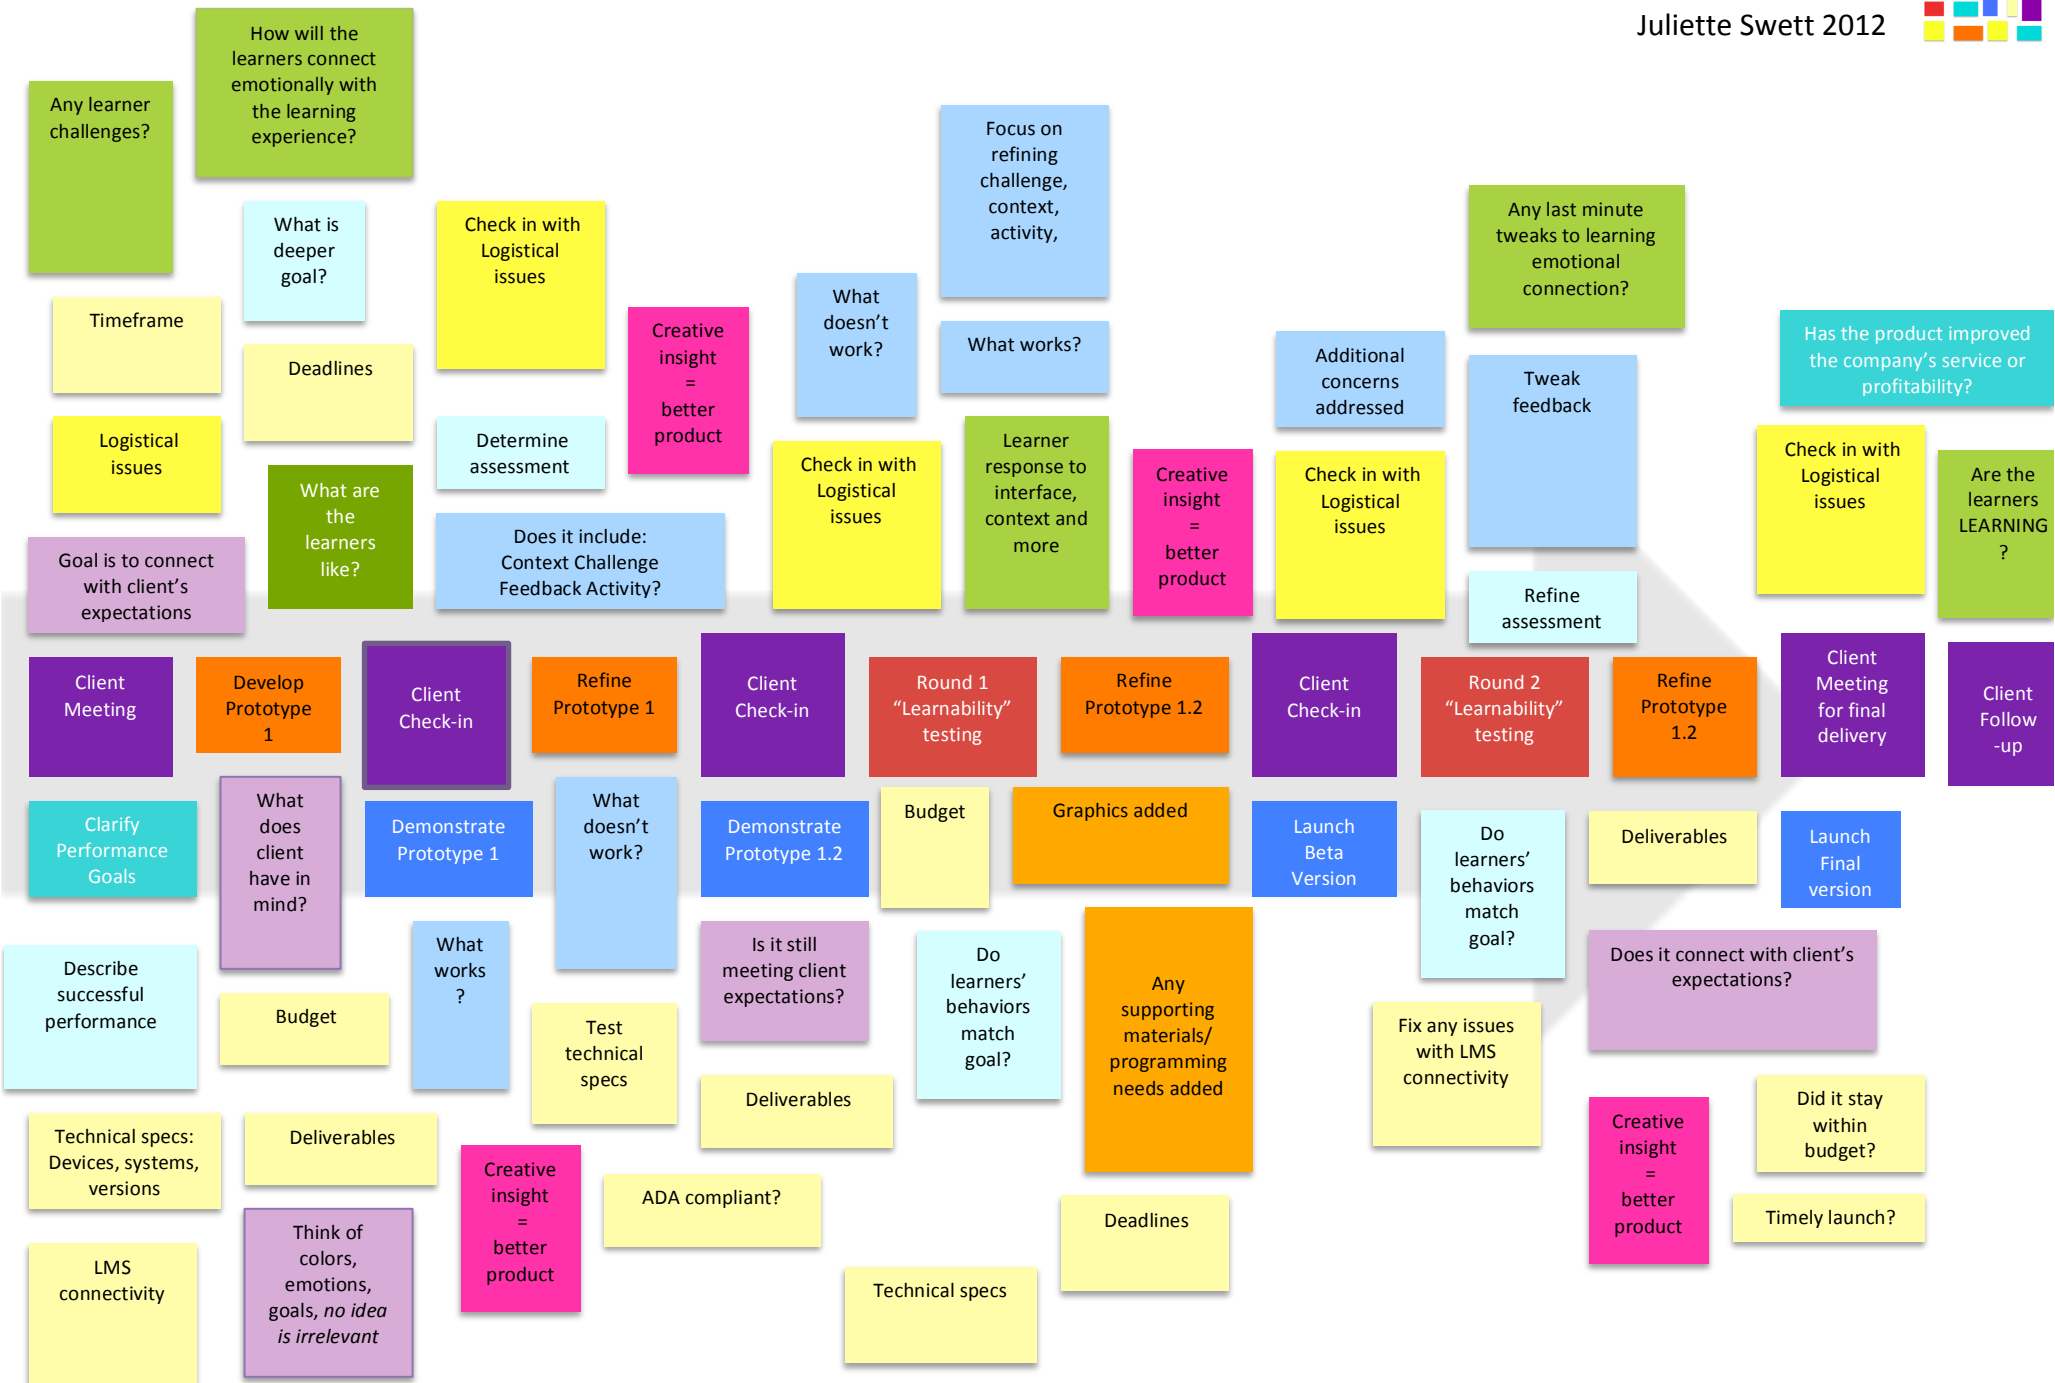 Juliette Swett 2012
How will the
learners connect
emotionally with
the learning
experience?
Any learner
challenges?
Focus on
refining
challenge,
context,
activity,
What is
deeper
goal?
Check in with
Logistical
issues
Any last minute
tweaks to learning
emotional
connection?
Timeframe
Deadlines
Creative
insight
=
better
product
What
doesn't
work?
What works?
Additional
concerns
addressed
Tweak
feedback
Has the product improved
the company's service or
profitability?
Logistical
issues
What are
the
learners
like?
Determine
assessment
Check in with
Logistical
issues
Learner
response to
interface,
context and
more
Creative
insight
=
better
product
Check in with
Logistical
issues
Check in with
Logistical
issues
Are the
learners
LEARNING
?
Goal is to connect
with client's
expectations
Does it include:
Context Challenge
Feedback Activity?
Refine
assessment
Client
Meeting
Develop
Prototype
1
Client
Check-in
Refine
Prototype 1
Client
Check-in
Round 1
“Learnability”
testing
Refine
Prototype 1.2
Client
Check-in
Round 2
“Learnability”
testing
Refine
Prototype
1.2
Client
Meeting
for final
delivery
Client
Follow
-up
Clarify
Performance
Goals
What
does
client
have in
mind?
Demonstrate
Prototype 1
What
doesn't
work?
Demonstrate
Prototype 1.2
Budget
Graphics added
Launch
Beta
Version
Do
learners'
behaviors
match
goal?
Deliverables
Launch
Final
version
Describe
successful
performance
Budget
What
works
?
Test
technical
specs
Is it still
meeting client
expectations?
Do
learners'
behaviors
match
goal?
Any
supporting
materials/
programming
needs added
Fix any issues
with LMS
connectivity
Does it connect with client's
expectations?
Technical specs:
Devices, systems,
versions
Deliverables
Creative
insight
=
better
product
ADA compliant?
Deliverables
Deadlines
Creative
insight
=
better
product
Did it stay
within
budget?
Timely launch?
LMS
connectivity
Think of
colors,
emotions,
goals, no idea
is irrelevant
Technical specs